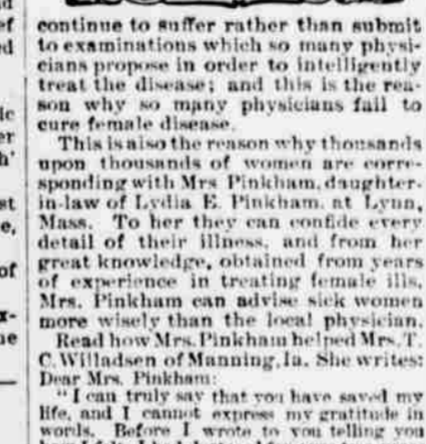 continue to suffer rather than submit
to examinations which so many physi-
cians propose in order to intelligently
treat the disease; and this is the rea-
son why so many physicians fail to
cure female disease.
This is also the reason why thousands
upon thousands of women are corre-
sponding with Mrs Pinkham, daughter-
in-law of Lydia E. Pinkham, at Lynn,
Mass. To her they can confide every
detail of their illness, and from her
great knowledge, obtained from years
of experience in treating female ills,
Mrs. Pinkham can advise sick women
more wisely than the local physician.
Read how Mrs. Pinkham helped Mrs. T.
C. Willadsen of Manning, Ia. She writes:
Dear Mrs. Pinkham:
"I can truly say that you have saved my
life, and I cannot express my gratitude in
words. Before I wrote to you telling you